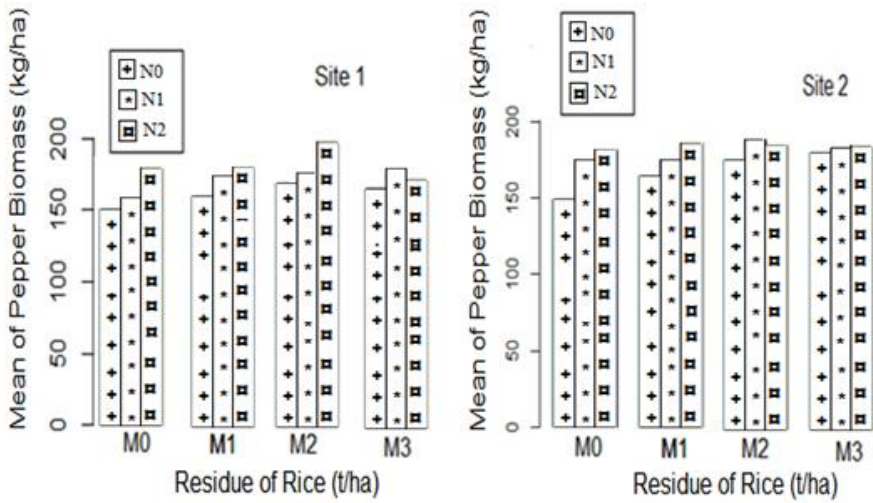 Mean of Pepper Biomass (kg/ha)
N0
N1
N2
Site 1
200
150
100
50
0
M0
M1
M2
M3
Residue of Rice (t/ha)
Mean of Pepper Biomass (kg/ha)
N0
N1
N2
Site 2
200
150
100
50
0
M0
M1
M2
M3
Residue of Rice (t/ha)